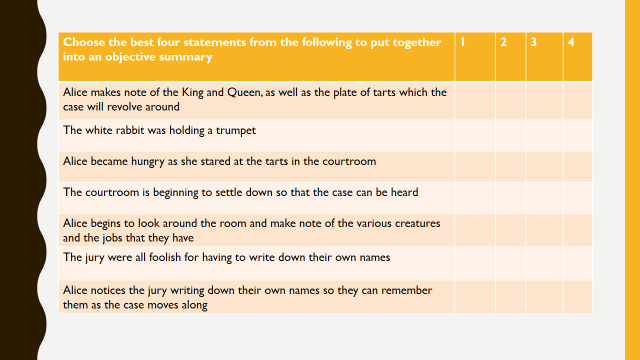 Choose the best four statements from the following to put together 1 2 3 4
into an objective summary
Alice makes note of the King and Queen, as well as the plate of tarts which the
case will revolve around
The white rabbit was holding a trumpet
Alice became hungry as she stared at the tarts in the courtroom
The courtroom is beginning to settle down so that the case can be heard
Alice begins to look around the room and make note of the various creatures
and the jobs that they have
The jury were all foolish for having to write down their own names
Alice notices the jury writing down their own names so they can remember
them as the case moves along